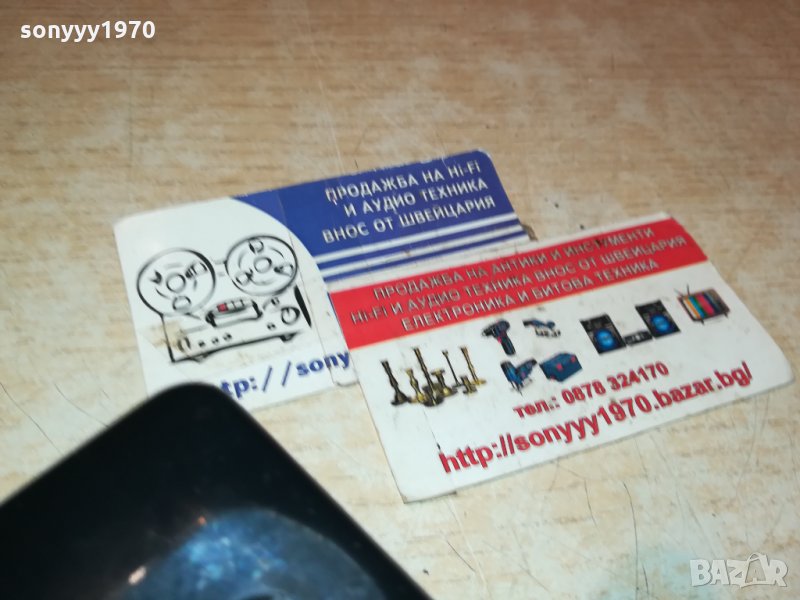 sonyyy1970
ПРОДАЖБА НА HI-FI
И АУДИО ТЕХНИКА
ВНОС ОТ ШВЕЙЦАРИЯ
tp://sony
ПРОДАЖБА НА АНТИКИ И ИНСТРУМЕНТИ
HI-FI И АУДИО ТЕХНИКА ВНОС ОТ ШВЕЙЦАРИЯ
ЕЛЕКТРОНИКА И БИТОВА ТЕХНИКА
тел.: 0878 324170
http://sonyyy1970.bazar.bg/
BAZAR